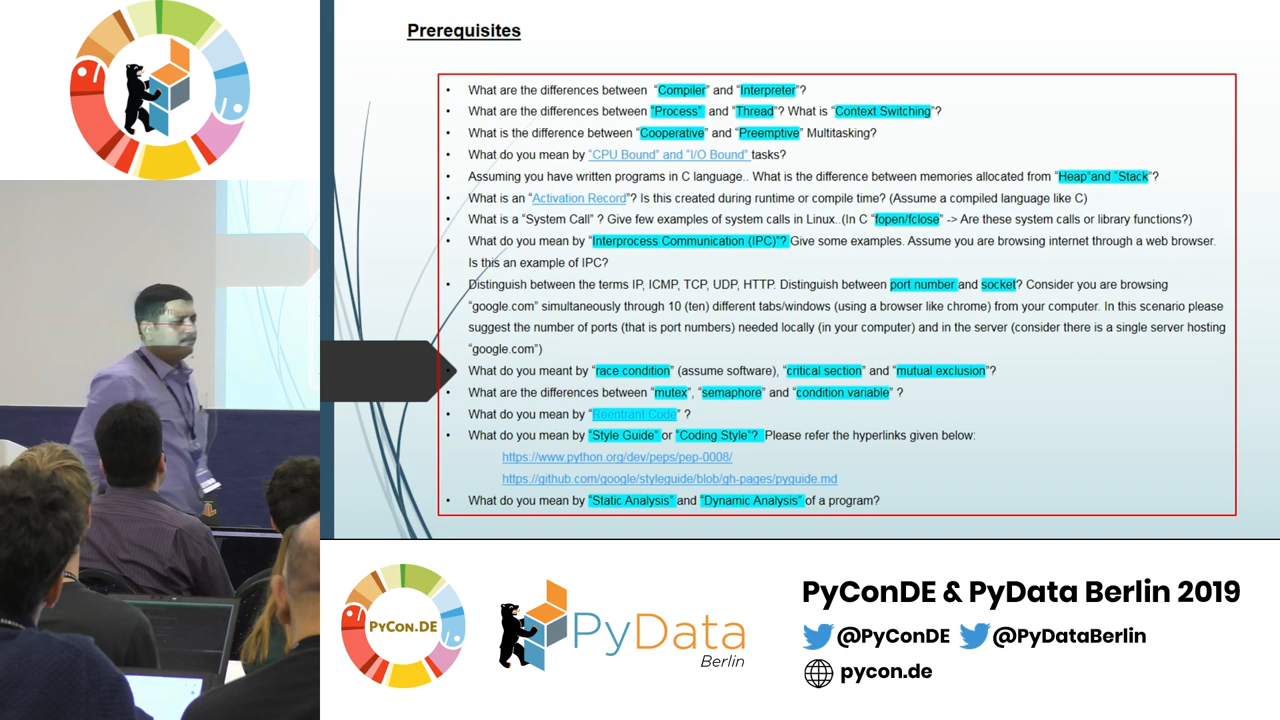 Prerequisites
• What are the differences between “Compiler” and “Interpreter”?
• What are the differences between “Process” and “Thread”? What is “Context Switching”?
• What is the difference between “Cooperative” and “Preemptive” Multitasking?
• What do you mean by “CPU Bound” and “I/O Bound” tasks?
• Assuming you have written programs in C language.. What is the difference between memories allocated from “Heap”and “Stack”?
• What is an “Activation Record”? Is this created during runtime or compile time? (Assume a compiled language like C)
• What is a “System Call” ? Give few examples of system calls in Linux..(In C “fopen/fclose” -> Are these system calls or library functions?)
• What do you mean by “Interprocess Communication (IPC)”? Give some examples. Assume you are browsing internet through a web browser.
Is this an example of IPC?
• Distinguish between the terms IP, ICMP, TCP, UDP, HTTP. Distinguish between port number and socket? Consider you are browsing
“google.com” simultaneously through 10 (ten) different tabs/windows (using a browser like chrome) from your computer. In this scenario please
suggest the number of ports (that is port numbers) needed locally (in your computer) and in the server (consider there is a single server hosting
“google.com”)
• What do you meant by “race condition” (assume software), “critical section” and “mutual exclusion”?
• What are the differences between “mutex”, “semaphore” and “condition variable” ?
• What do you mean by “Reentrant Code” ?
• What do you mean by “Style Guide” or “Coding Style”? Please refer the hyperlinks given below:
https://www.python.org/dev/peps/pep-0008/
https://github.com/google/styleguide/blob/gh-pages/pyguide.md
• What do you mean by “Static Analysis” and “Dynamic Analysis” of a program?
PYCON.DE
PyData
Berlin
PyConDE & PyData Berlin 2019
@PyConDE @PyDataBerlin
pycon.de